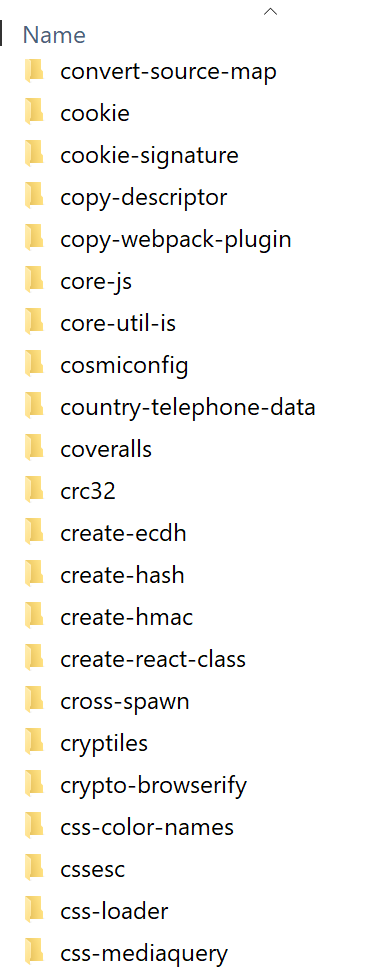 Name
convert-source-map
cookie
cookie-signature
copy-descriptor
copy-webpack-plugin
core-js
core-util-is
cosmiconfig
country-telephone-data
coveralls
crc32
create-ecdh
create-hash
create-hmac
create-react-class
cross-spawn
cryptiles
crypto-browserify
css-color-names
cssesc
css-loader
css-mediaquery